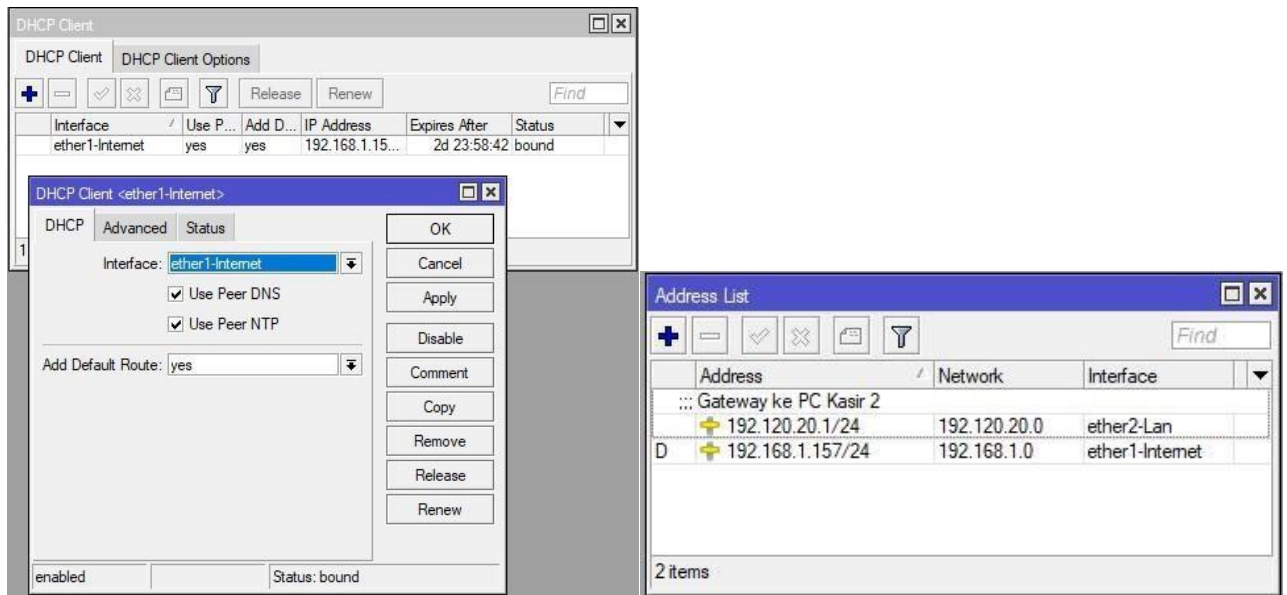 DHCP Client
DHCP Client DHCP Client Options
Release Renew Find
Interface Use P... Add D... IP Address Expires After Status
ether1-Internet yes yes 192.168.1.15... 2d 23:58:42 bound
1
DHCP Client <ether1-Internet>
DHCP Advanced Status
Interface: ether1-Internet
Use Peer DNS
Use Peer NTP
Add Default Route: yes
OK
Cancel
Apply
Disable
Comment
Copy
Remove
Release
Renew
enabled Status: bound
Address List
Find
Address Network Interface
::: Gateway ke PC Kasir 2
192.120.20.1/24 192.120.20.0 ether2-Lan
D 192.168.1.157/24 192.168.1.0 ether1-Internet
2 items